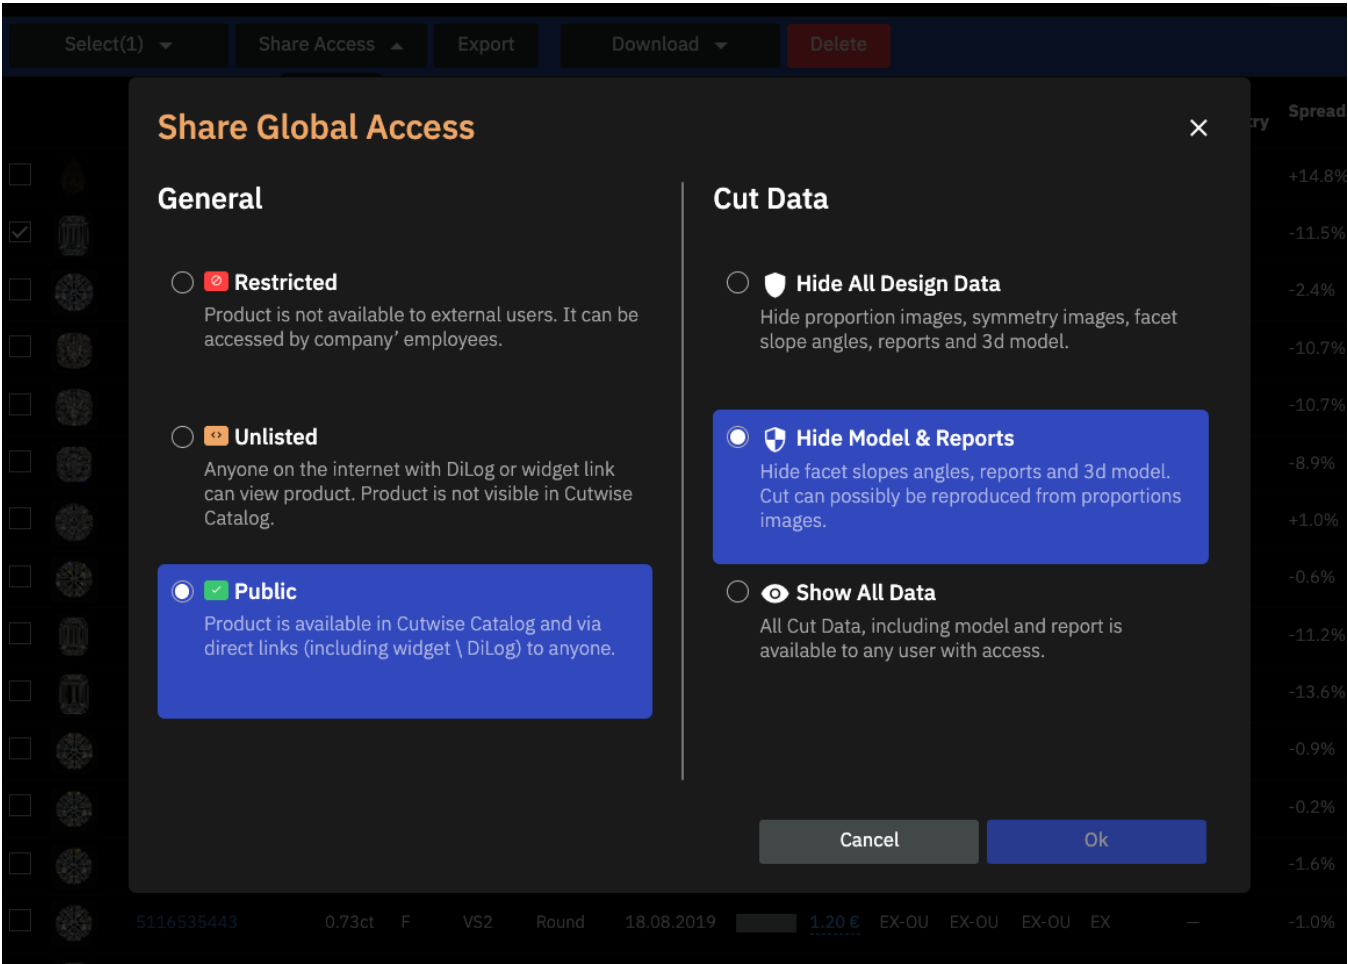 Select(1)
Share Access
Export
Download
Delete
Share Global Access
try
Spread
General
Cut Data
+14.8%
-11.5%
Restricted
Product is not available to external users. It can be
accessed by company’ employees.
Hide All Design Data
Hide proportion images, symmetry images, facet
slope angles, reports and 3d model.
-2.4%
-10.7%
-10.7%
Unlisted
Anyone on the internet with DiLog or widget link
can view product. Product is not visible in Cutwise
Catalog.
Hide Model & Reports
Hide facet slopes angles, reports and 3d model.
Cut can possibly be reproduced from proportions
images.
-8.9%
+1.0%
-0.6%
Public
Product is available in Cutwise Catalog and via
direct links (including widget \ DiLog) to anyone.
Show All Data
All Cut Data, including model and report is
available to any user with access.
-11.2%
-13.6%
-0.9%
-0.2%
Cancel
Ok
-1.6%
5116535443 0.73ct F VS2 Round 18.08.2019 1.20 € EX-OU EX-OU EX-OU EX — -1.0%